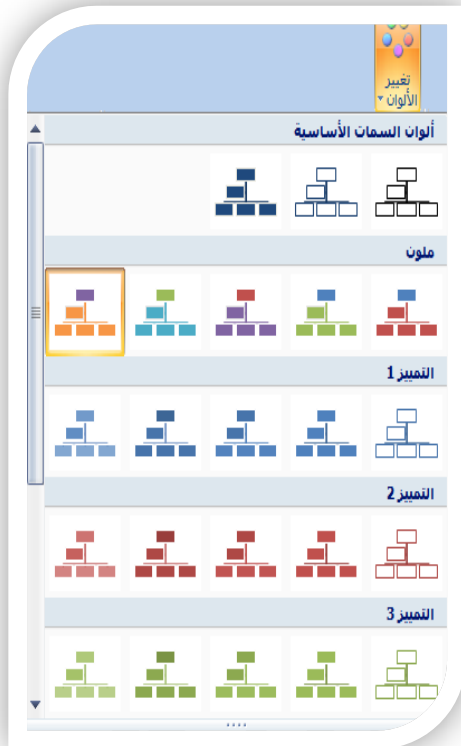 تغيير
الألوان
ألوان السمات الأساسية
ملون
التمييز 1
التمييز 2
التمييز 3